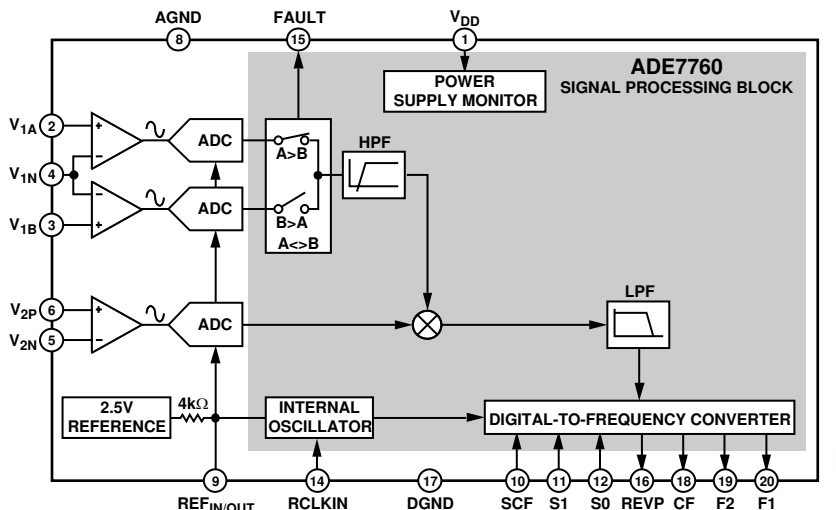 AGND
FAULT
V_DD
8
15
1
ADE7760
SIGNAL PROCESSING BLOCK
POWER
SUPPLY MONITOR
V1A 2
+
–
ADC
A>B
HPF
V1N 4
–
+
ADC
B>A
A<>B
V1B 3
V2P 6
+
–
V2N 5
ADC
LPF
2.5V
REFERENCE
4kΩ
INTERNAL
OSCILLATOR
DIGITAL-TO-FREQUENCY CONVERTER
9
14
17
10
11
12
16
18
19
20
REFIN/OUT
RCLKIN
DGND
SCF
S1
S0
REVP
CF
F2
F1